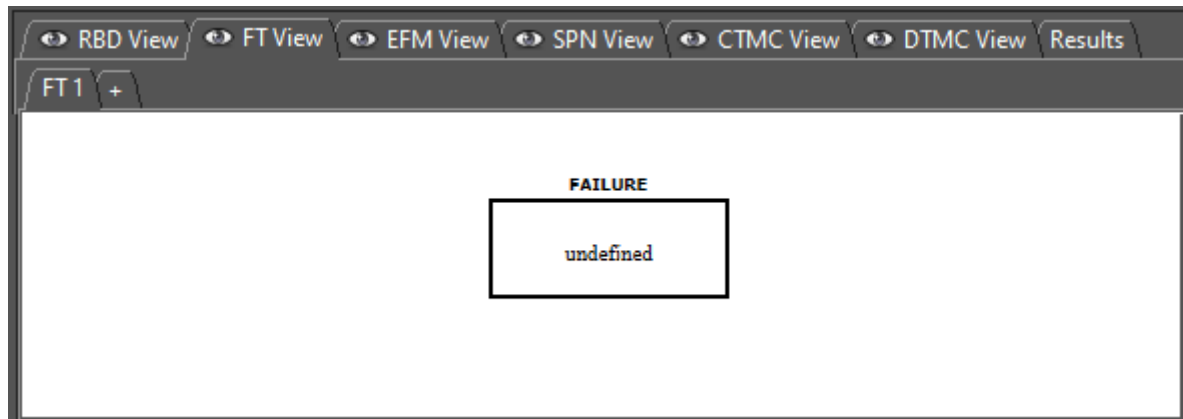 RBD View FT View EFM View SPN View CTMC View DTMC View Results
FT 1 +
FAILURE
undefined